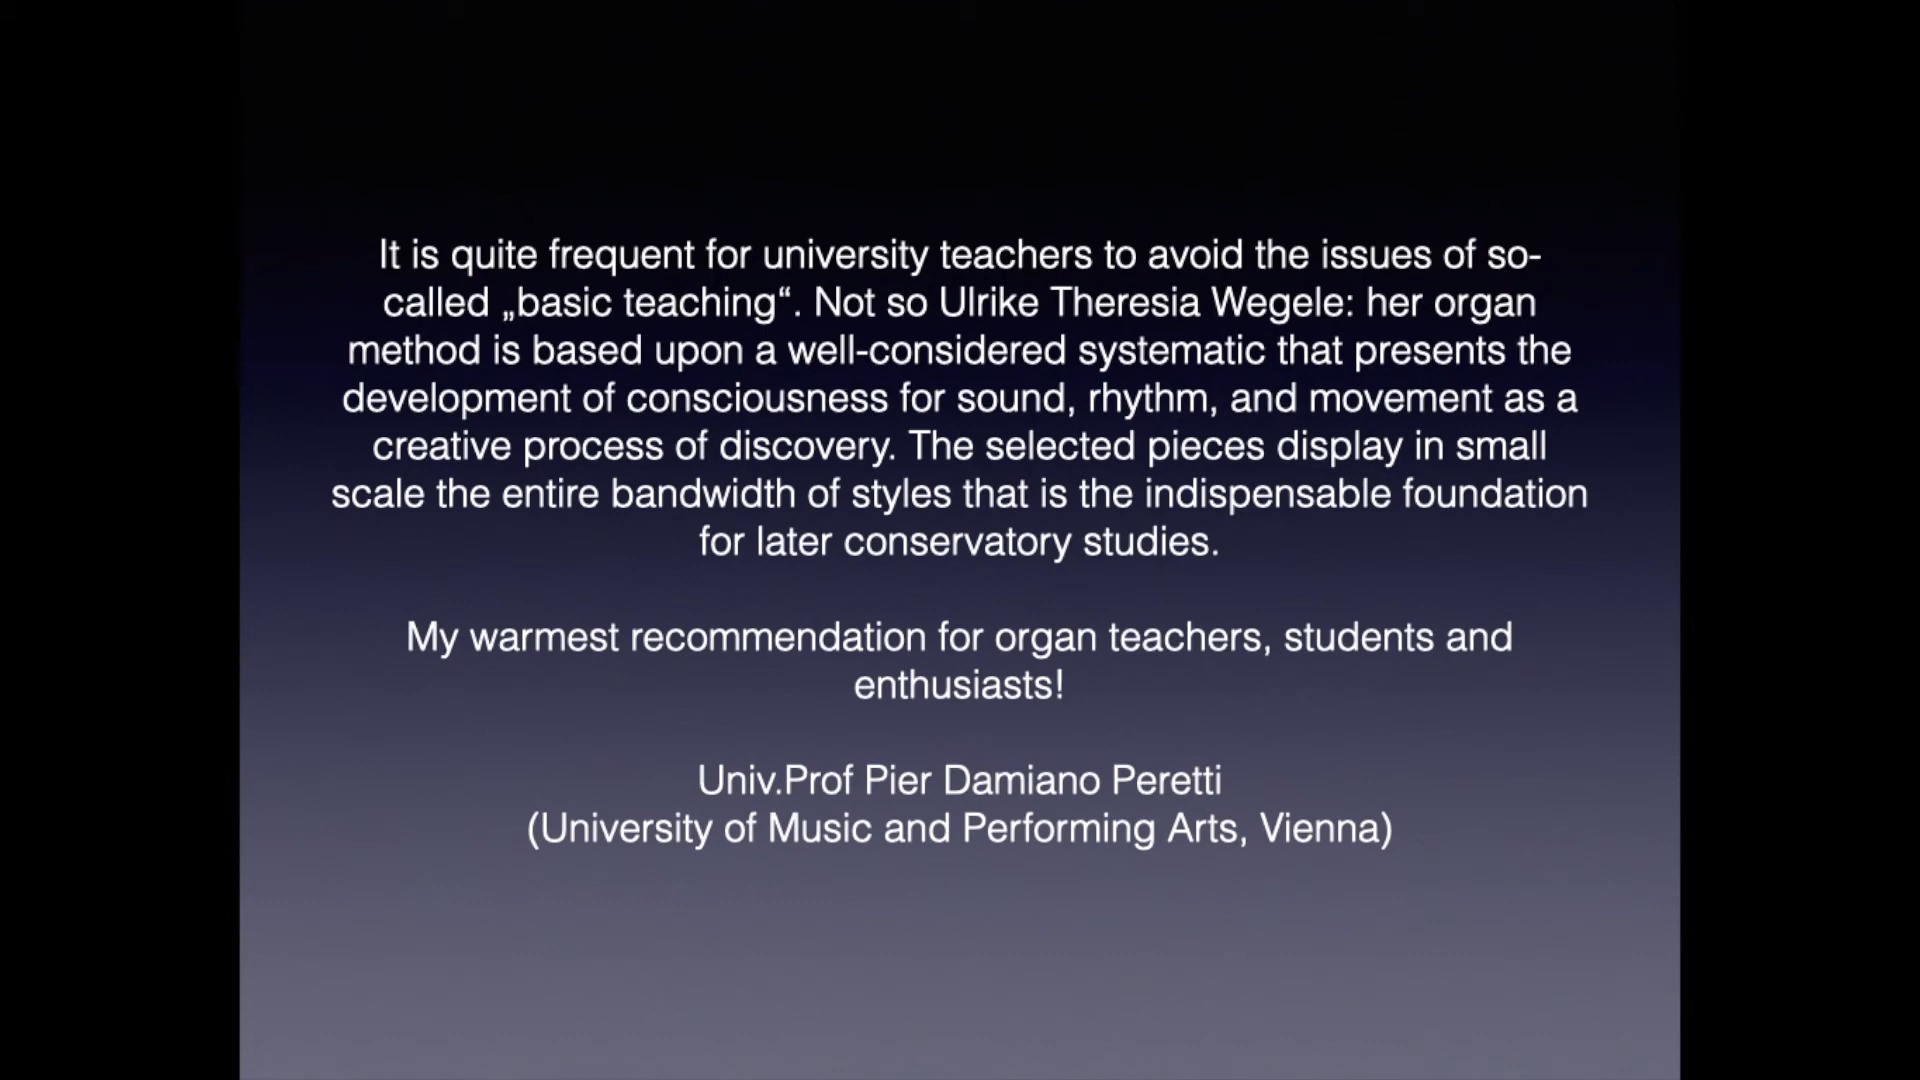 It is quite frequent for university teachers to avoid the issues of so-
called „basic teaching“. Not so Ulrike Theresia Wegele: her organ
method is based upon a well-considered systematic that presents the
development of consciousness for sound, rhythm, and movement as a
creative process of discovery. The selected pieces display in small
scale the entire bandwidth of styles that is the indispensable foundation
for later conservatory studies.
My warmest recommendation for organ teachers, students and
enthusiasts!
Univ.Prof Pier Damiano Peretti
(University of Music and Performing Arts, Vienna)